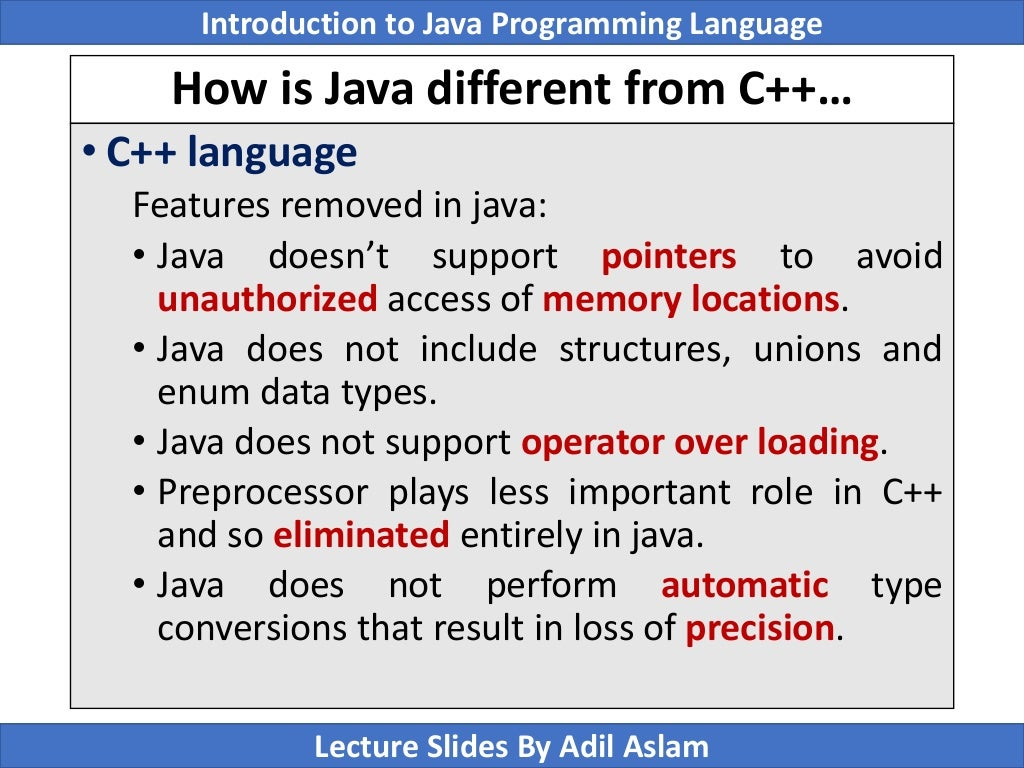 Introduction to Java Programming Language
How is Java different from C++…
• C++ language
Features removed in java:
• Java doesn’t support pointers to avoid
unauthorized access of memory locations.
• Java does not include structures, unions and
enum data types.
• Java does not support operator over loading.
• Preprocessor plays less important role in C++
and so eliminated entirely in java.
• Java does not perform automatic type
conversions that result in loss of precision.
Lecture Slides By Adil Aslam